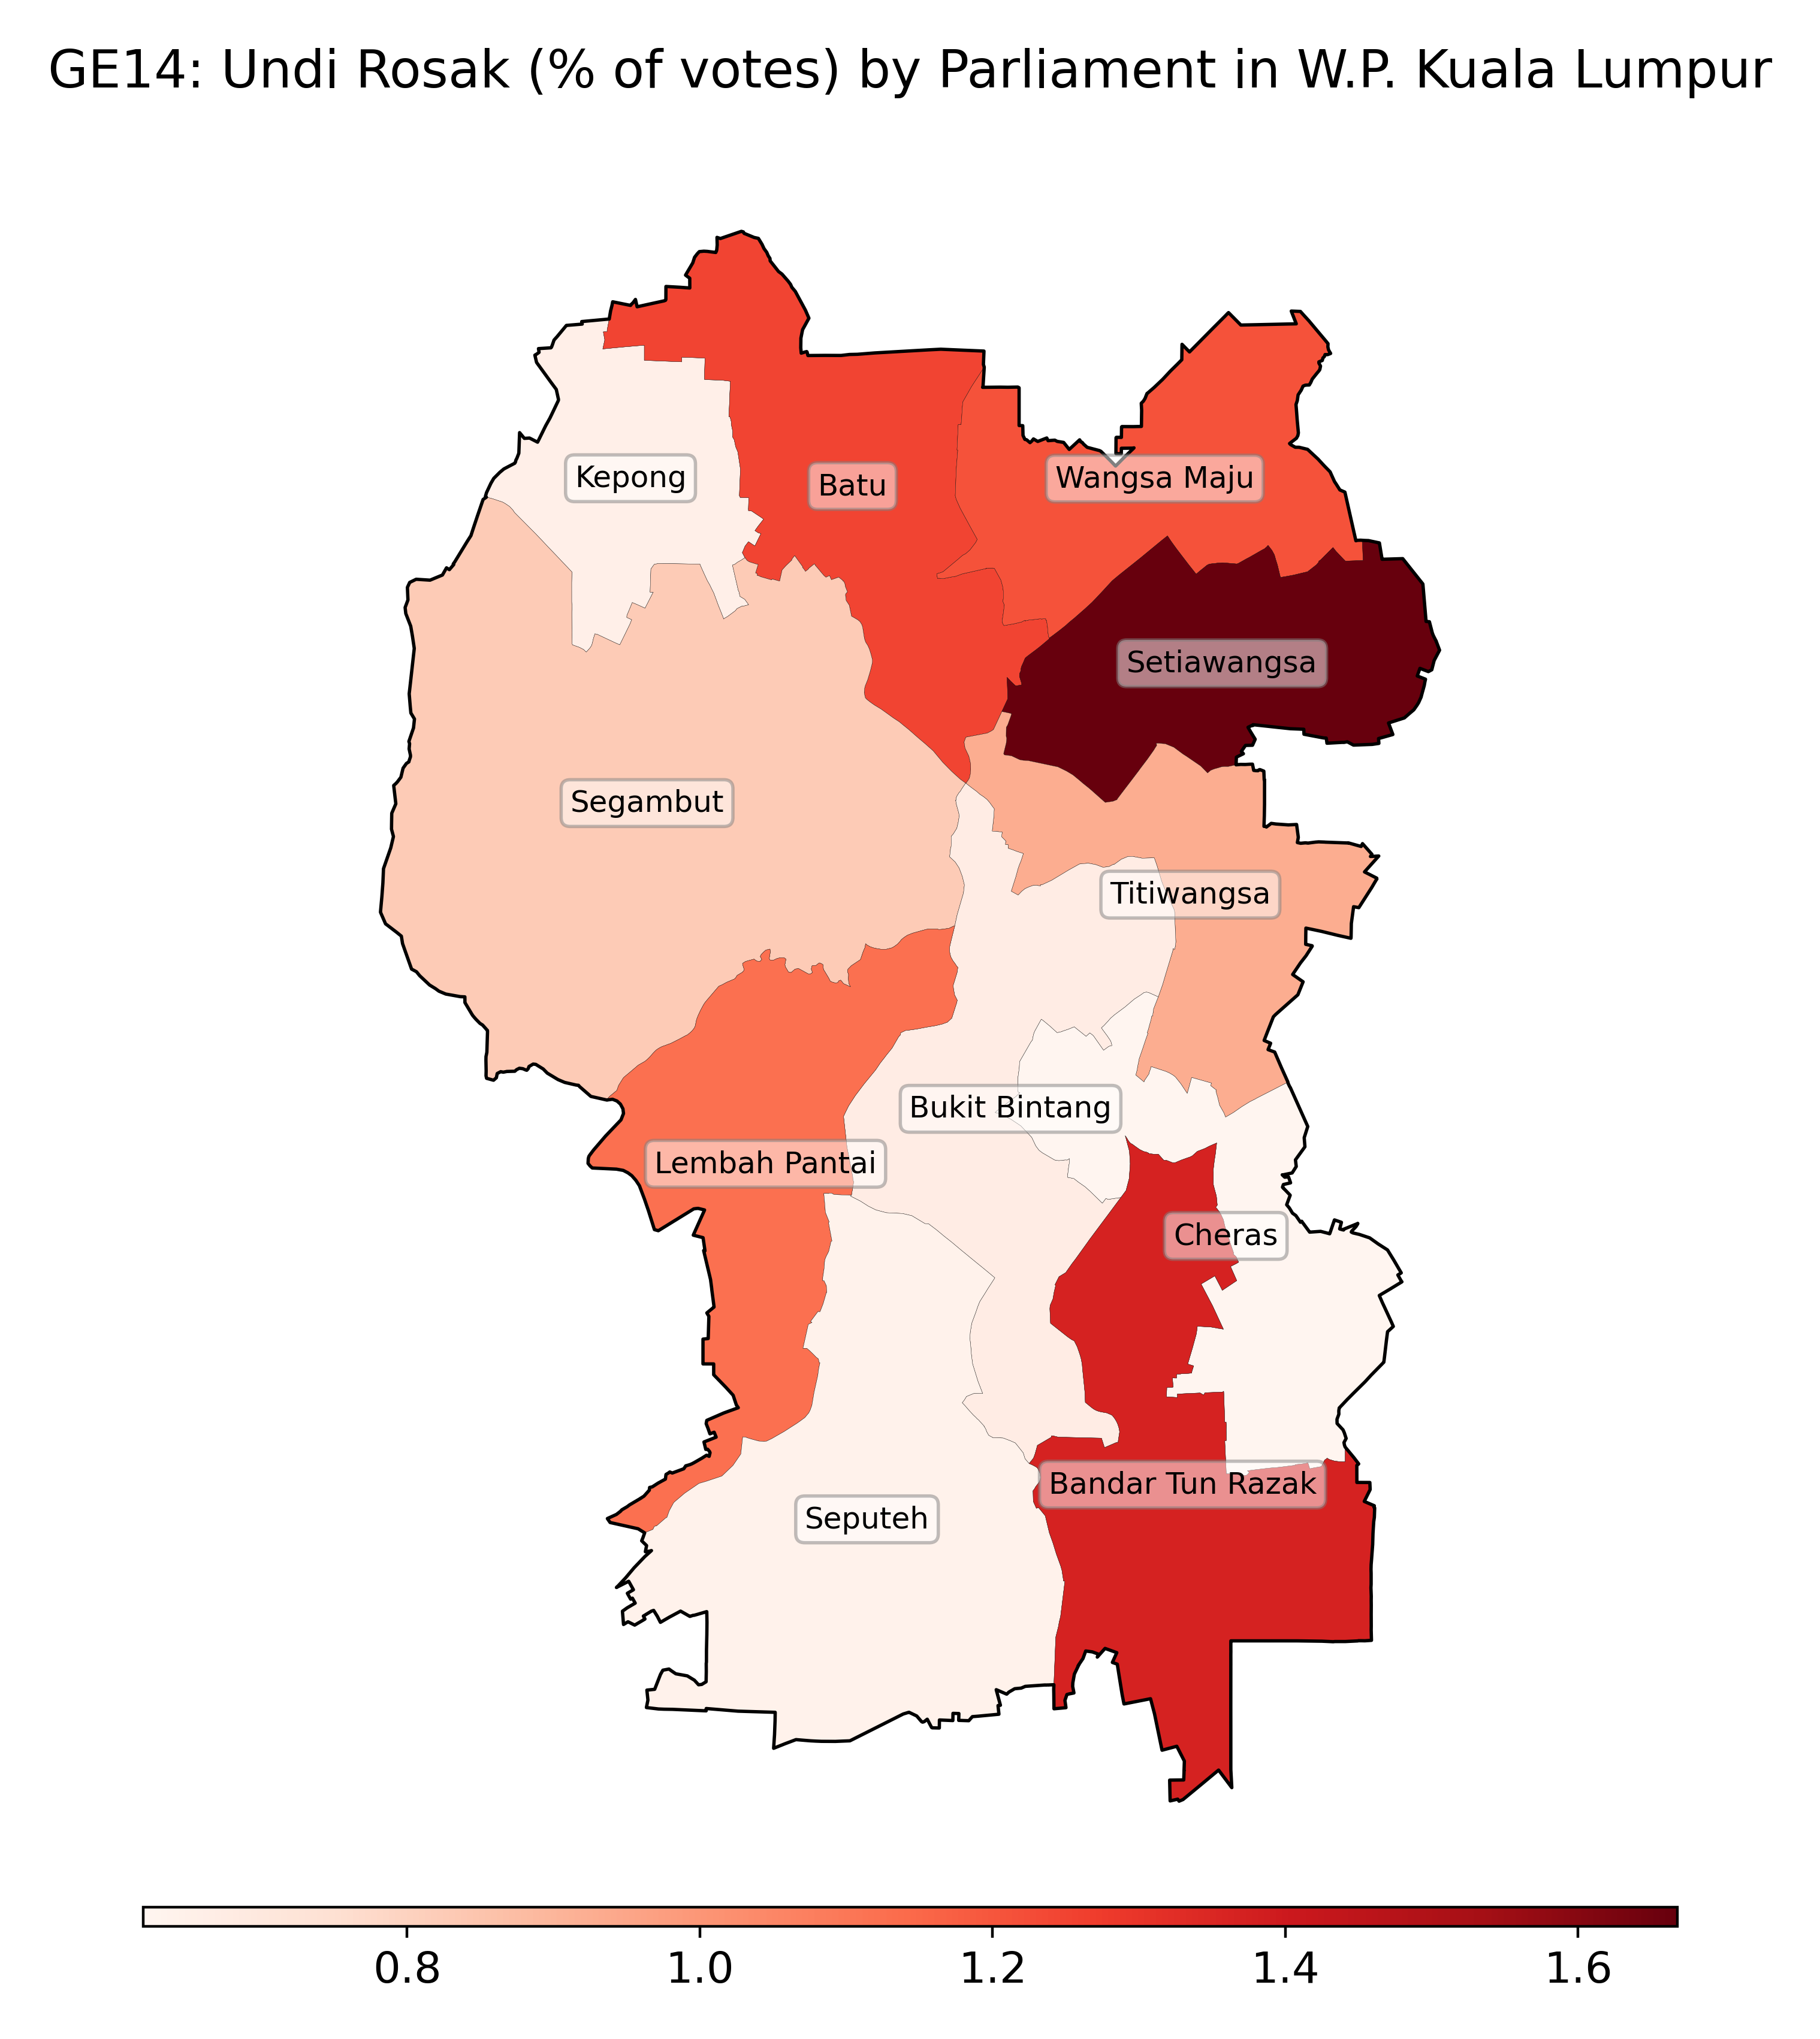 GE14: Undi Rosak (% of votes) by Parliament in W.P. Kuala Lumpur
Kepong
Batu
Wangsa Maju
Setiawangsa
Segambut
Titiwangsa
Bukit Bintang
Lembah Pantai
Cheras
Bandar Tun Razak
Seputeh
0.8 1.0 1.2 1.4 1.6